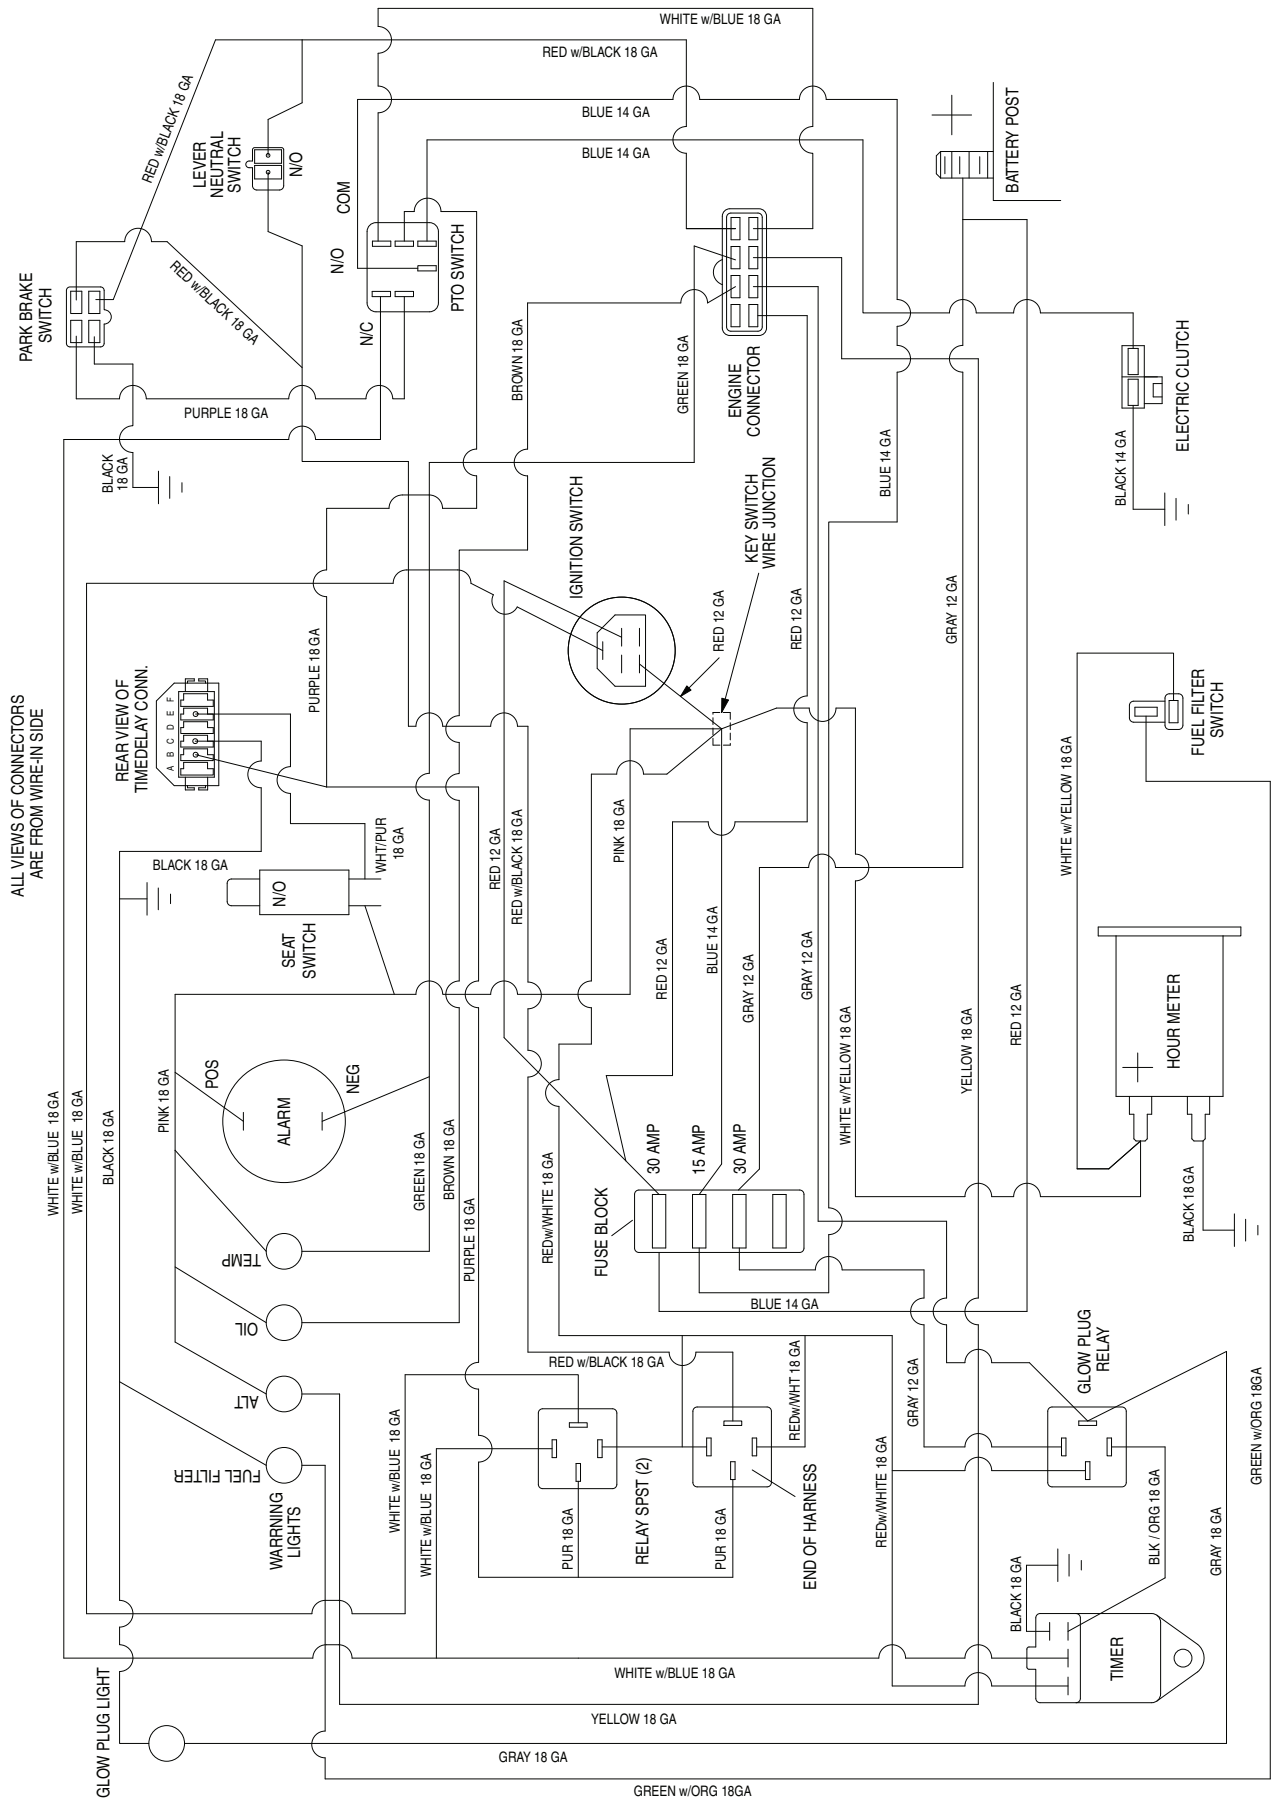 WHITE w/BLUE 18 GA
RED w/BLACK 18 GA
RED w/BLACK 18 GA
BLUE 14 GA
BLUE 14 GA
LEVER
NEUTRAL
SWITCH
N/O
COM
N/O
PTO SWITCH
N/C
BATTERY POST
PARK BRAKE
SWITCH
RED w/BLACK 18 GA
PURPLE 18 GA
BLACK
18 GA
BROWN 18 GA
GREEN 18 GA
ENGINE
CONNECTOR
BLUE 14 GA
ELECTRIC CLUTCH
BLACK 14 GA
IGNITION SWITCH
KEY SWITCH
WIRE JUNCTION
RED 12 GA
RED 12 GA
GRAY 12 GA
ALL VIEWS OF CONNECTORS
ARE FROM WIRE-IN SIDE
REAR VIEW OF
TIMEDELAY CONN.
A B C D E F
PURPLE 18 GA
BLACK 18 GA
WHT/PUR
18 GA
N/O
SEAT
SWITCH
RED 12 GA
RED w/BLACK 18 GA
PINK 18 GA
RED 12 GA
BLUE 14 GA
GRAY 12 GA
GRAY 12 GA
WHITE w/YELLOW 18 GA
FUEL FILTER
SWITCH
WHITE w/YELLOW 18 GA
YELLOW 18 GA
RED 12 GA
HOUR METER
BLACK 18 GA
WHITE w/BLUE 18 GA
WHITE w/BLUE 18 GA
BLACK 18 GA
PINK 18 GA
POS
ALARM
NEG
GREEN 18 GA
BROWN 18 GA
PURPLE 18 GA
REDw/WHITE 18 GA
30 AMP
15 AMP
30 AMP
FUSE BLOCK
BLUE 14 GA
TEMP
OIL
ALT
FUEL FILTER
WARRNING
LIGHTS
RED w/BLACK 18 GA
REDw/WHT 18 GA
WHITE w/BLUE 18 GA
WHITE w/BLUE 18 GA
PUR 18 GA
RELAY SPST (2)
PUR 18 GA
END OF HARNESS
GRAY 12 GA
REDw/WHITE 18 GA
GLOW PLUG
RELAY
BLK / ORG 18 GA
GRAY 18 GA
GREEN w/ORG 18GA
BLACK 18 GA
TIMER
WHITE w/BLUE 18 GA
YELLOW 18 GA
GLOW PLUG LIGHT
GRAY 18 GA
GREEN w/ORG 18GA